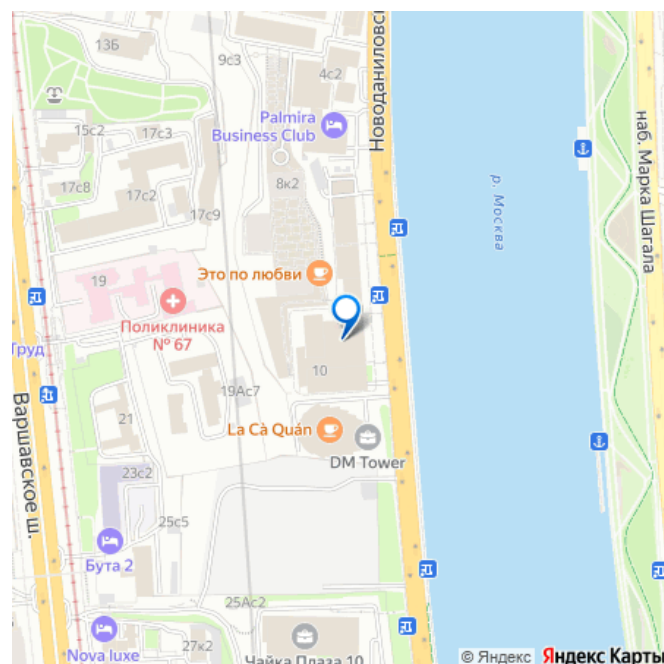 13Б
9с3
4с2
Palmira
Business Club
Новоданиловс
наб. Марка Шагала
15с2
17с3
17с8
17с2
17с9
8к2
р. Москва
Это по любви
19
Поликлиника
№ 67
Труд
10
19Ас7
Варшавское ш.
21
La Cà Quán
DM Tower
23с2
25с5
Бута 2
25Ас2
27к2
Nova luxe
Чайка Плаза 10
© Яндекс Яндекс Карты